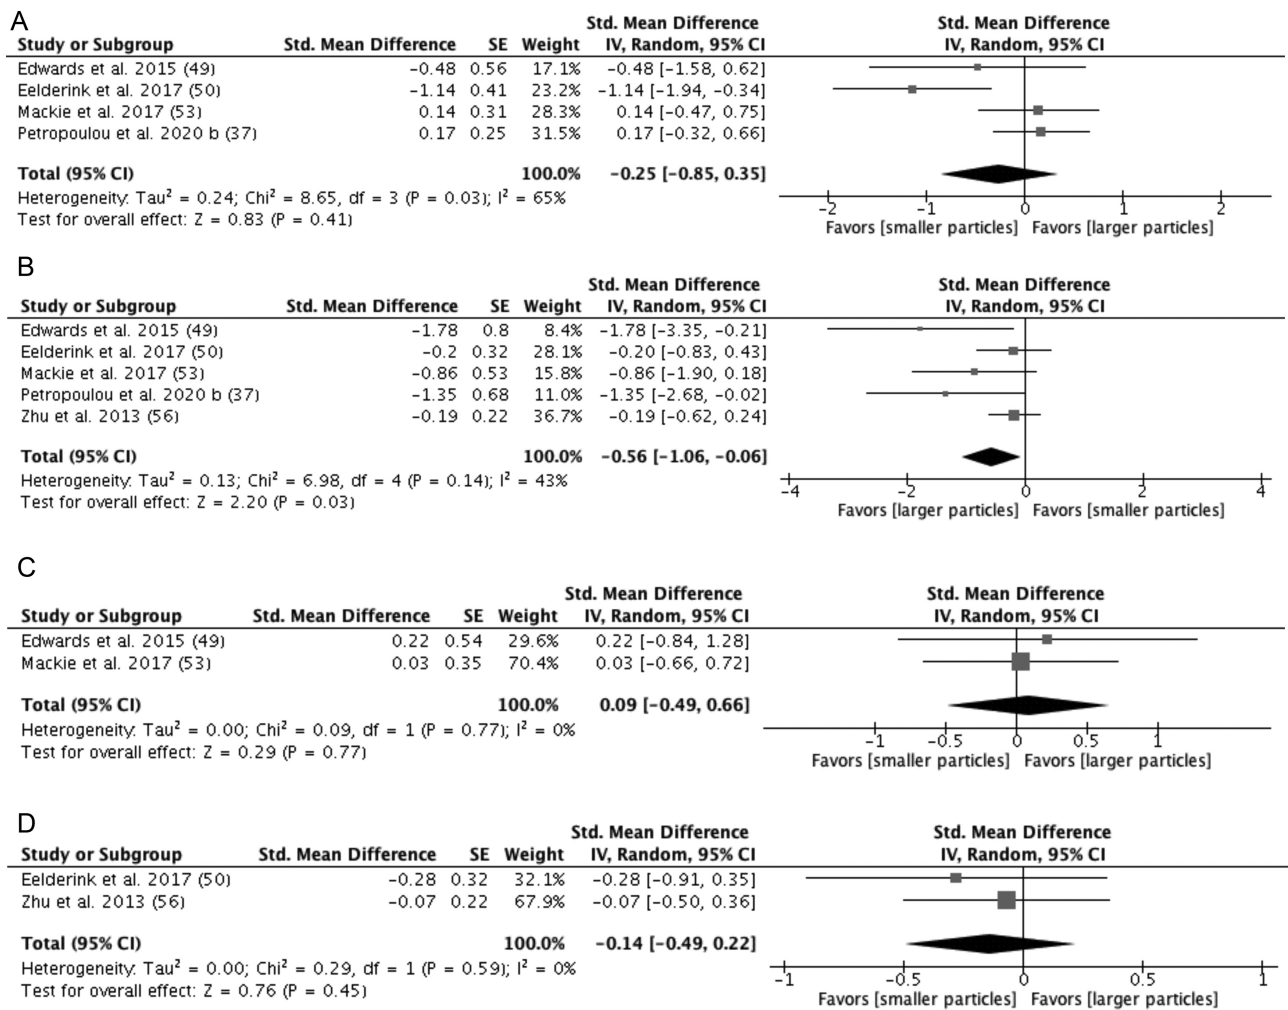 A
Std. Mean Difference Std. Mean Difference
Study or Subgroup Std. Mean Difference SE Weight IV, Random, 95% CI IV, Random, 95% CI
Edwards et al. 2015 (49) −0.48 0.56 17.1% −0.48 [−1.58, 0.62]
Eelderink et al. 2017 (50) −1.14 0.41 23.2% −1.14 [−1.94, −0.34]
Mackie et al. 2017 (53) 0.14 0.31 28.3% 0.14 [−0.47, 0.75]
Petropoulou et al. 2020 b (37) 0.17 0.25 31.5% 0.17 [−0.32, 0.66]
Total (95% CI) 100.0% −0.25 [−0.85, 0.35]
Heterogeneity: Tau² = 0.24; Chi² = 8.65, df = 3 (P = 0.03); I² = 65%
Test for overall effect: Z = 0.83 (P = 0.41)
−2 −1 0 1 2
Favors [smaller particles] Favors [larger particles]
B
Std. Mean Difference Std. Mean Difference
Study or Subgroup Std. Mean Difference SE Weight IV, Random, 95% CI IV, Random, 95% CI
Edwards et al. 2015 (49) −1.78 0.8 8.4% −1.78 [−3.35, −0.21]
Eelderink et al. 2017 (50) −0.2 0.32 28.1% −0.20 [−0.83, 0.43]
Mackie et al. 2017 (53) −0.86 0.53 15.8% −0.86 [−1.90, 0.18]
Petropoulou et al. 2020 b (37) −1.35 0.68 11.0% −1.35 [−2.68, −0.02]
Zhu et al. 2013 (56) −0.19 0.22 36.7% −0.19 [−0.62, 0.24]
Total (95% CI) 100.0% −0.56 [−1.06, −0.06]
Heterogeneity: Tau² = 0.13; Chi² = 6.98, df = 4 (P = 0.14); I² = 43%
Test for overall effect: Z = 2.20 (P = 0.03)
−4 −2 0 2 4
Favors [larger particles] Favors [smaller particles]
C
Std. Mean Difference Std. Mean Difference
Study or Subgroup Std. Mean Difference SE Weight IV, Random, 95% CI IV, Random, 95% CI
Edwards et al. 2015 (49) 0.22 0.54 29.6% 0.22 [−0.84, 1.28]
Mackie et al. 2017 (53) 0.03 0.35 70.4% 0.03 [−0.66, 0.72]
Total (95% CI) 100.0% 0.09 [−0.49, 0.66]
Heterogeneity: Tau² = 0.00; Chi² = 0.09, df = 1 (P = 0.77); I² = 0%
Test for overall effect: Z = 0.29 (P = 0.77)
−1 −0.5 0 0.5 1
Favors [smaller particles] Favors [larger particles]
D
Std. Mean Difference Std. Mean Difference
Study or Subgroup Std. Mean Difference SE Weight IV, Random, 95% CI IV, Random, 95% CI
Eelderink et al. 2017 (50) −0.28 0.32 32.1% −0.28 [−0.91, 0.35]
Zhu et al. 2013 (56) −0.07 0.22 67.9% −0.07 [−0.50, 0.36]
Total (95% CI) 100.0% −0.14 [−0.49, 0.22]
Heterogeneity: Tau² = 0.00; Chi² = 0.29, df = 1 (P = 0.59); I² = 0%
Test for overall effect: Z = 0.76 (P = 0.45)
−1 −0.5 0 0.5 1
Favors [smaller particles] Favors [larger particles]